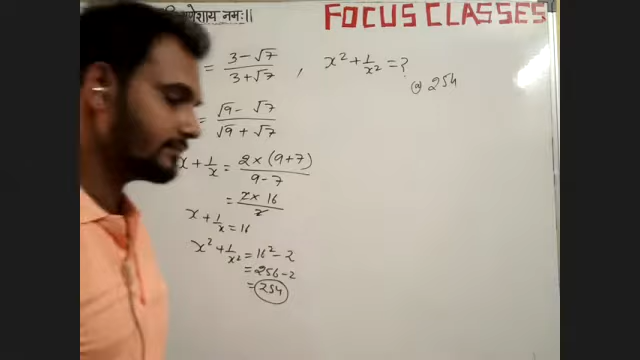 नमः॥
FOCUS CLASSES
= 3 - √7 / 3 + √7 , x² + 1/x² = ?
@ 254
= √9 - √7 / √9 + √7
x + 1/x = 2 × (9+7) / 9 - 7
= 2 × 16 / 2
x + 1/x = 16
x² + 1/x² = 16² - 2
= 256 - 2
= 254